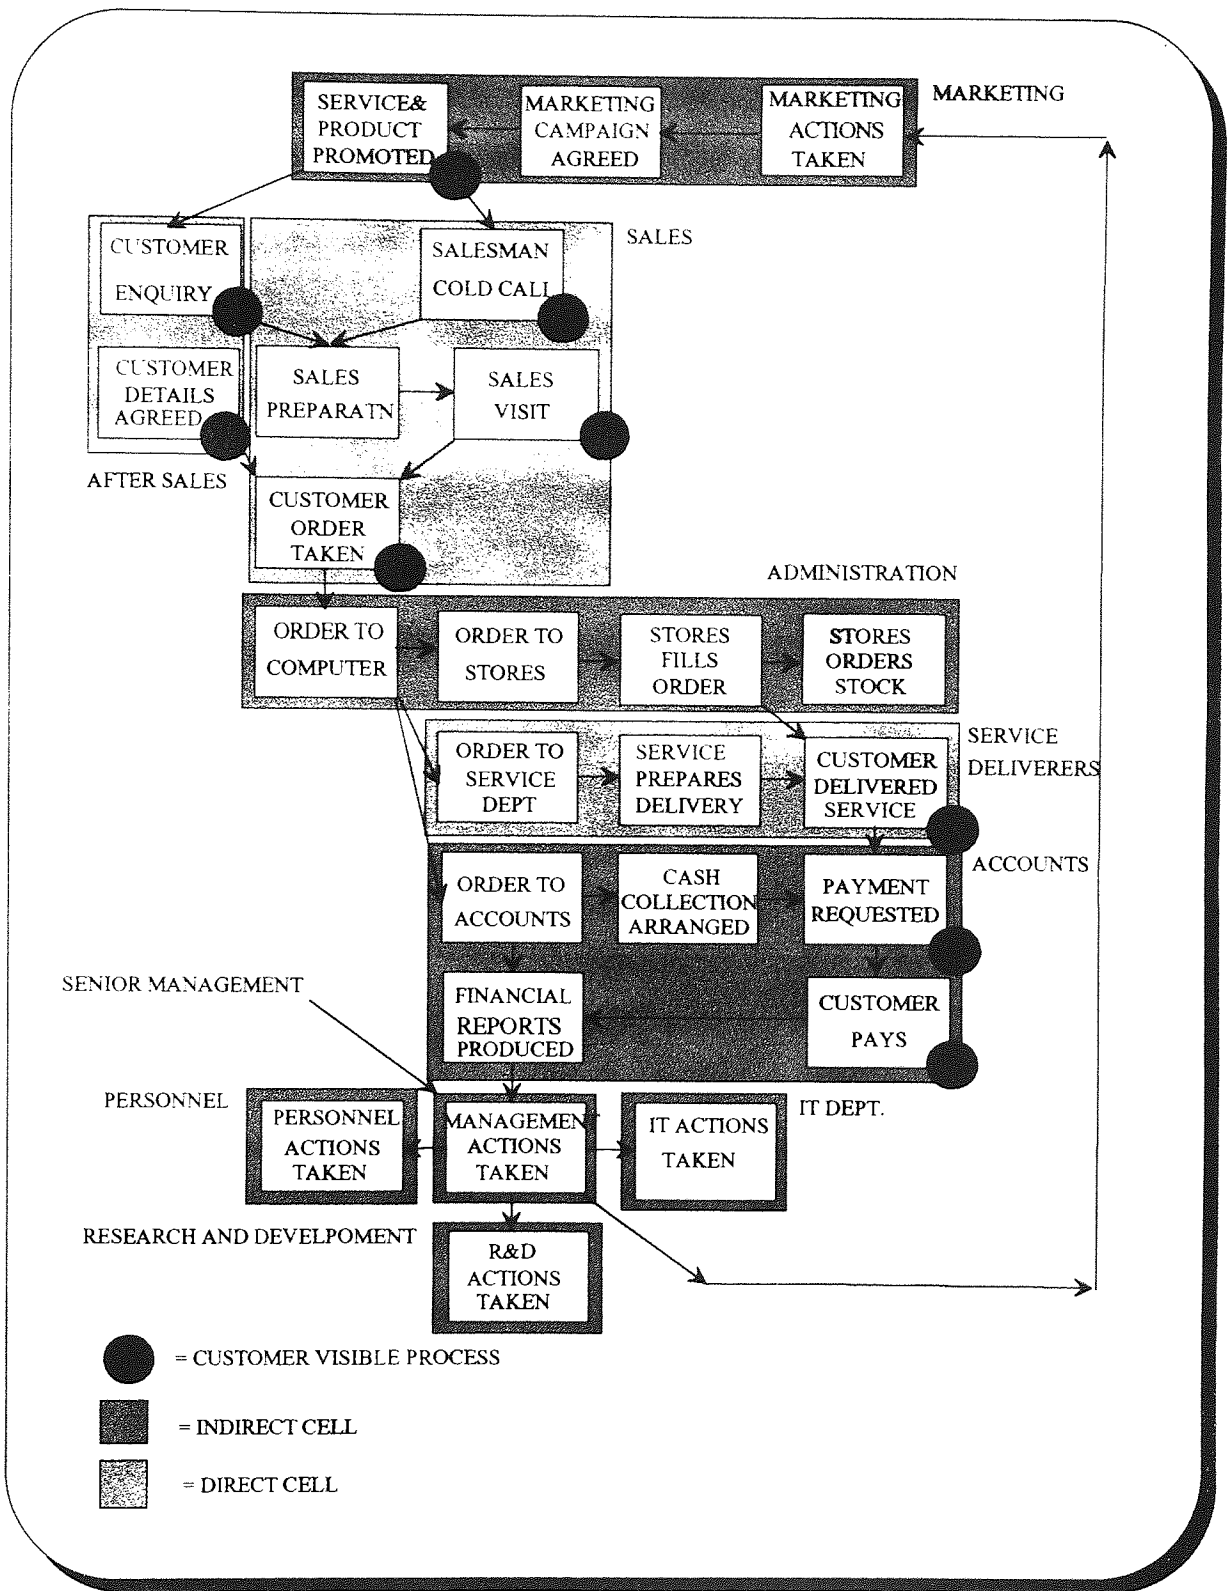 SERVICE&
PRODUCT
PROMOTED
MARKETING
CAMPAIGN
AGREED
MARKETING
ACTIONS
TAKEN
MARKETING
CUSTOMER
ENQUIRY
SALESMAN
COLD CALL
SALES
CUSTOMER
DETAILS
AGREED
SALES
PREPARATN
SALES
VISIT
AFTER SALES
CUSTOMER
ORDER
TAKEN
ADMINISTRATION
ORDER TO
COMPUTER
ORDER TO
STORES
STORES
FILLS
ORDER
STORES
ORDERS
STOCK
ORDER TO
SERVICE
DEPT
SERVICE
PREPARES
DELIVERY
CUSTOMER
DELIVERED
SERVICE
SERVICE
DELIVERERS
ORDER TO
ACCOUNTS
CASH
COLLECTION
ARRANGED
PAYMENT
REQUESTED
ACCOUNTS
SENIOR MANAGEMENT
FINANCIAL
REPORTS
PRODUCED
CUSTOMER
PAYS
PERSONNEL
PERSONNEL
ACTIONS
TAKEN
MANAGEMEN
ACTIONS
TAKEN
IT ACTIONS
TAKEN
IT DEPT.
RESEARCH AND DEVELPOMENT
R&D
ACTIONS
TAKEN
= CUSTOMER VISIBLE PROCESS
= INDIRECT CELL
= DIRECT CELL